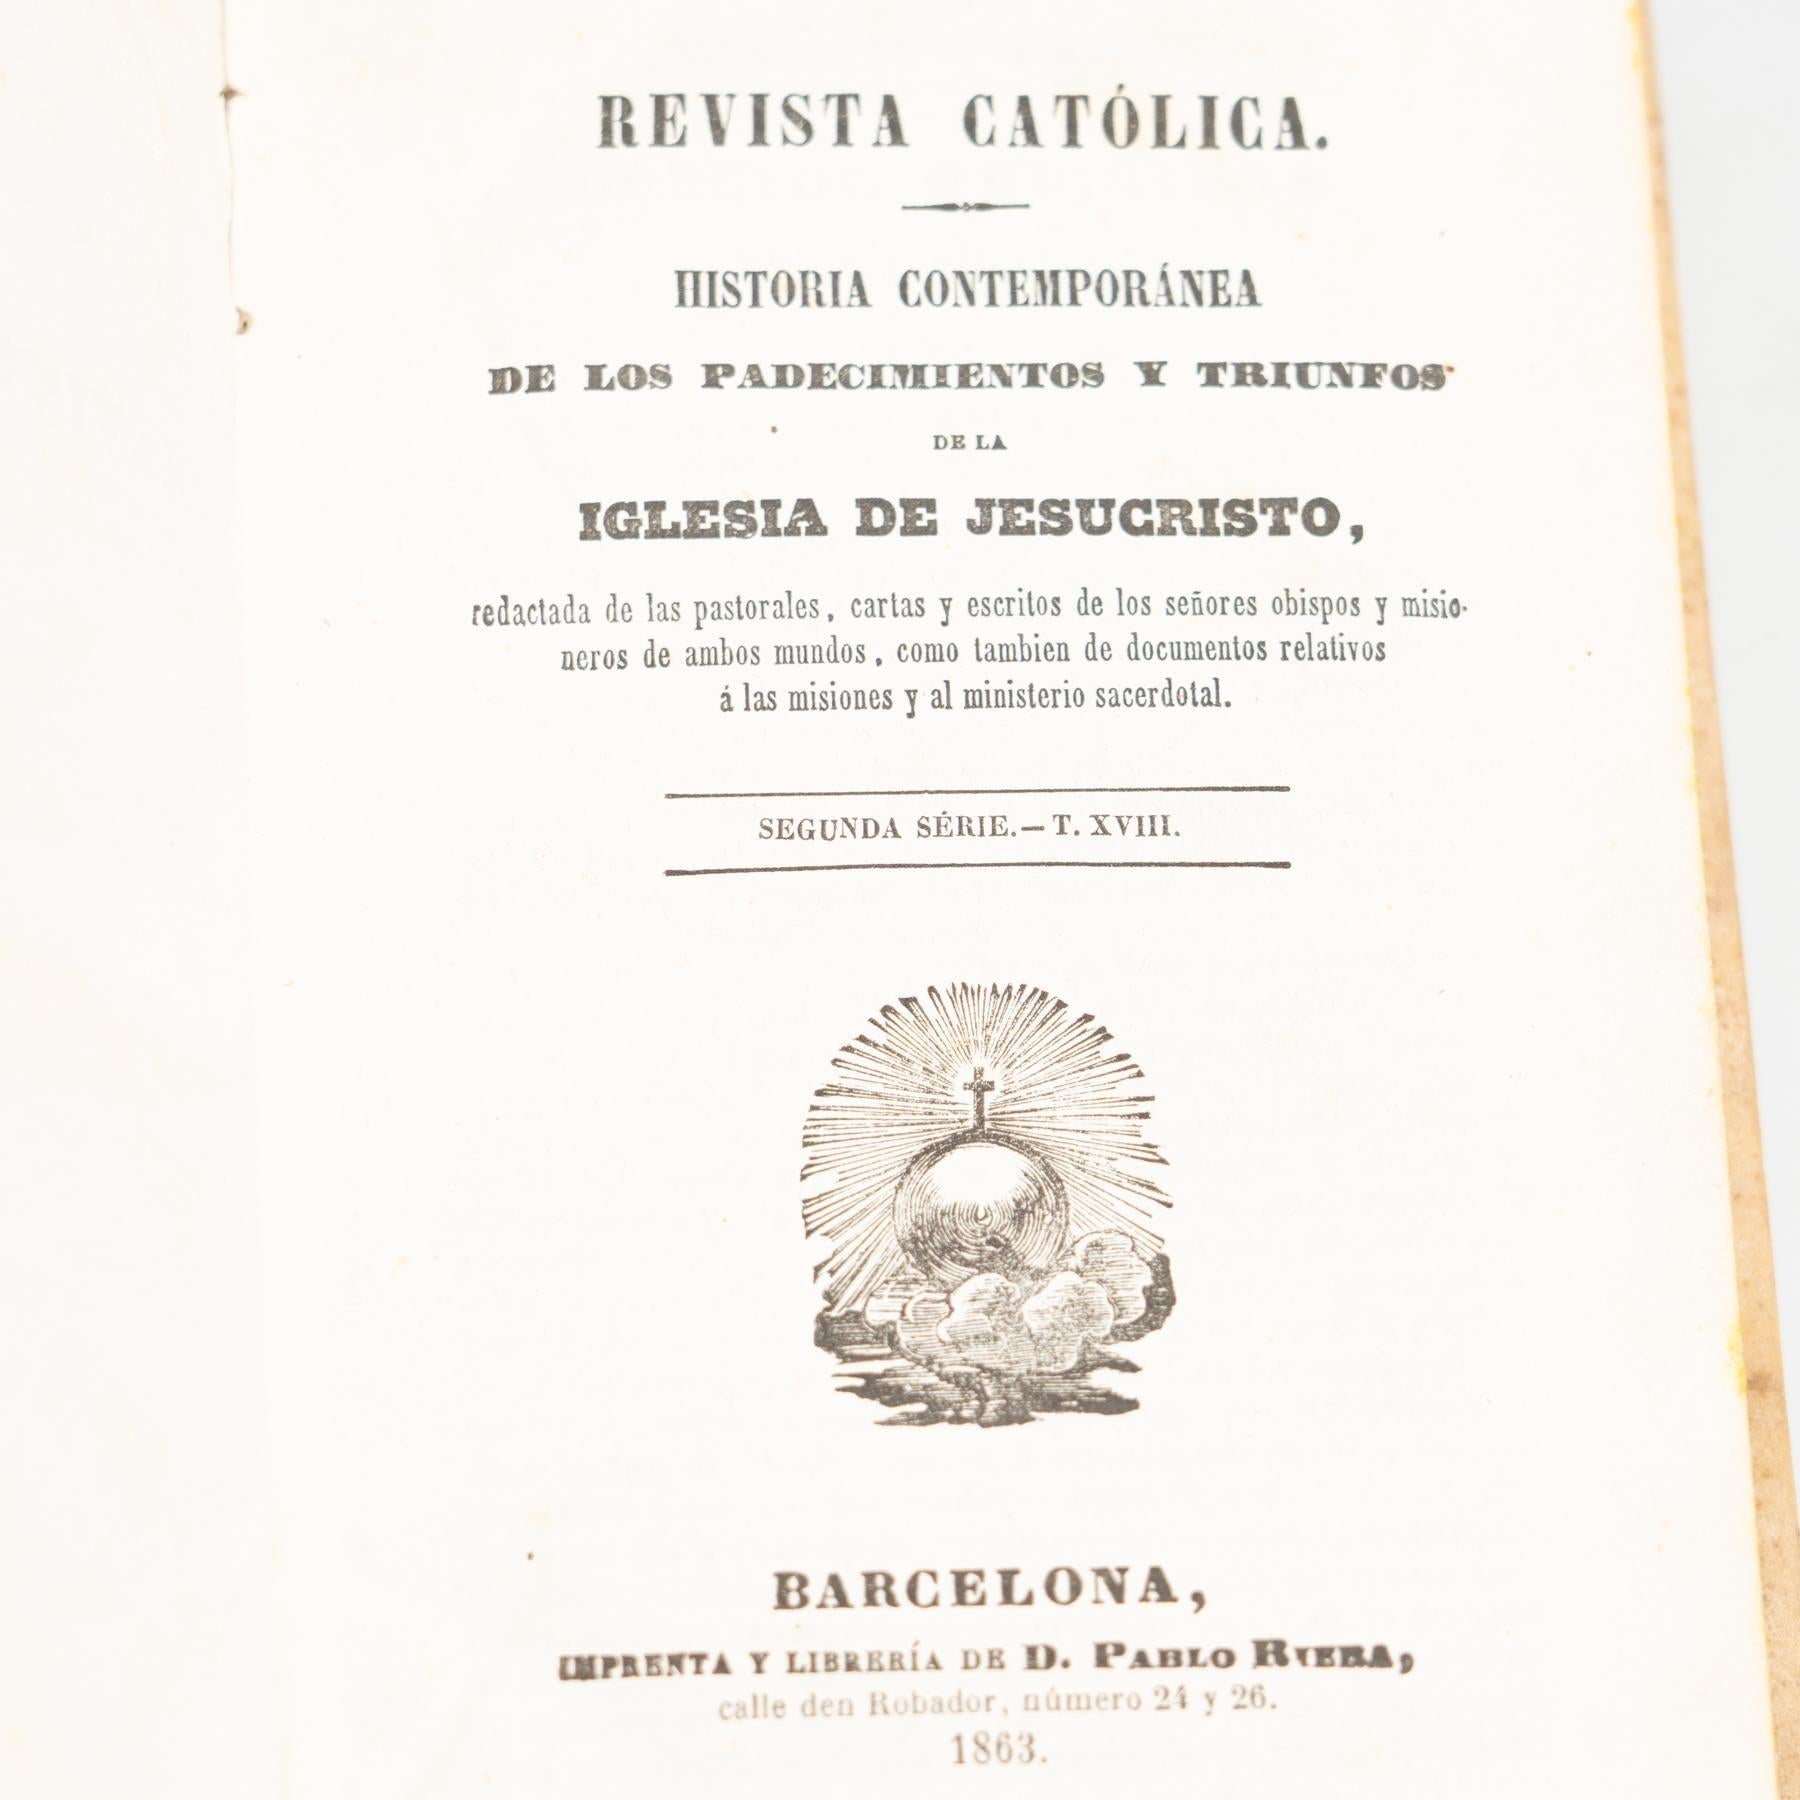 REVISTA CATÓLICA.
HISTORIA CONTEMPORÁNEA
DE LOS PADECIMIENTOS Y TRIUNFOS
DE LA
IGLESIA DE JESUCRISTO,
redactada de las pastorales, cartas y escritos de los señores obispos y misio-
neros de ambos mundos, como tambien de documentos relativos
á las misiones y al ministerio sacerdotal.
SEGUNDA SÉRIE.—T. XVIII.
BARCELONA,
IMPRENTA Y LIBRERÍA DE D. PABLO RIERA,
calle den Robador, número 24 y 26.
1863.